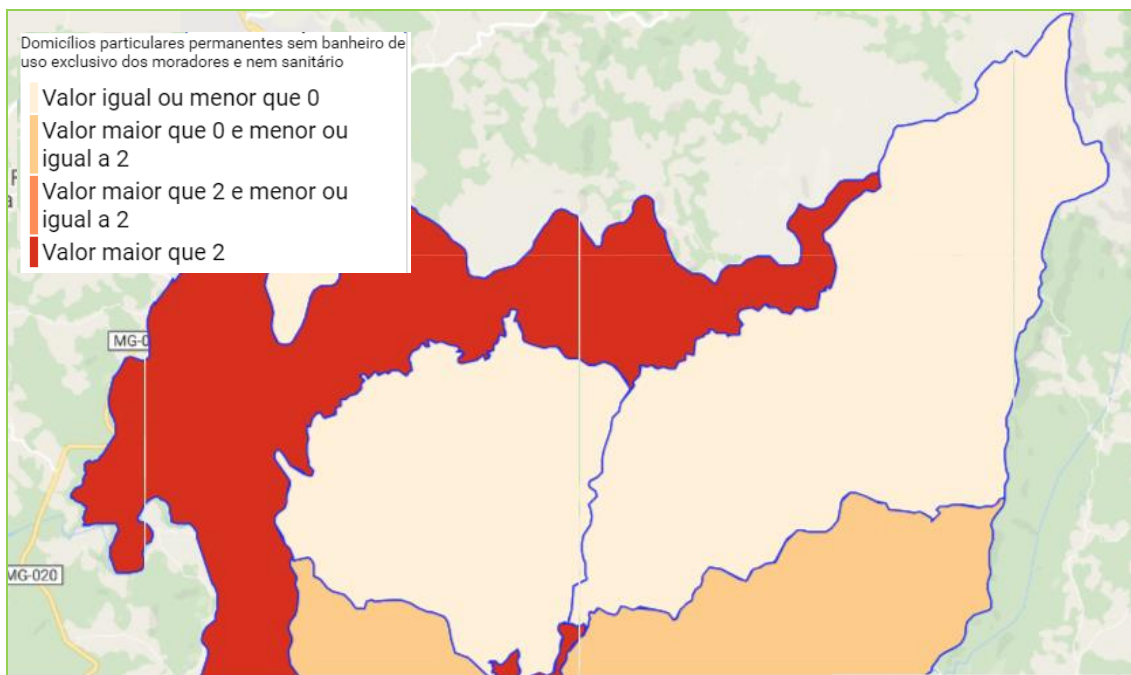 Domicílios particulares permanentes sem banheiro de
uso exclusivo dos moradores e nem sanitário
Valor igual ou menor que 0
Valor maior que 0 e menor ou
igual a 2
Valor maior que 2 e menor ou
igual a 2
Valor maior que 2
MG-0
MG-020